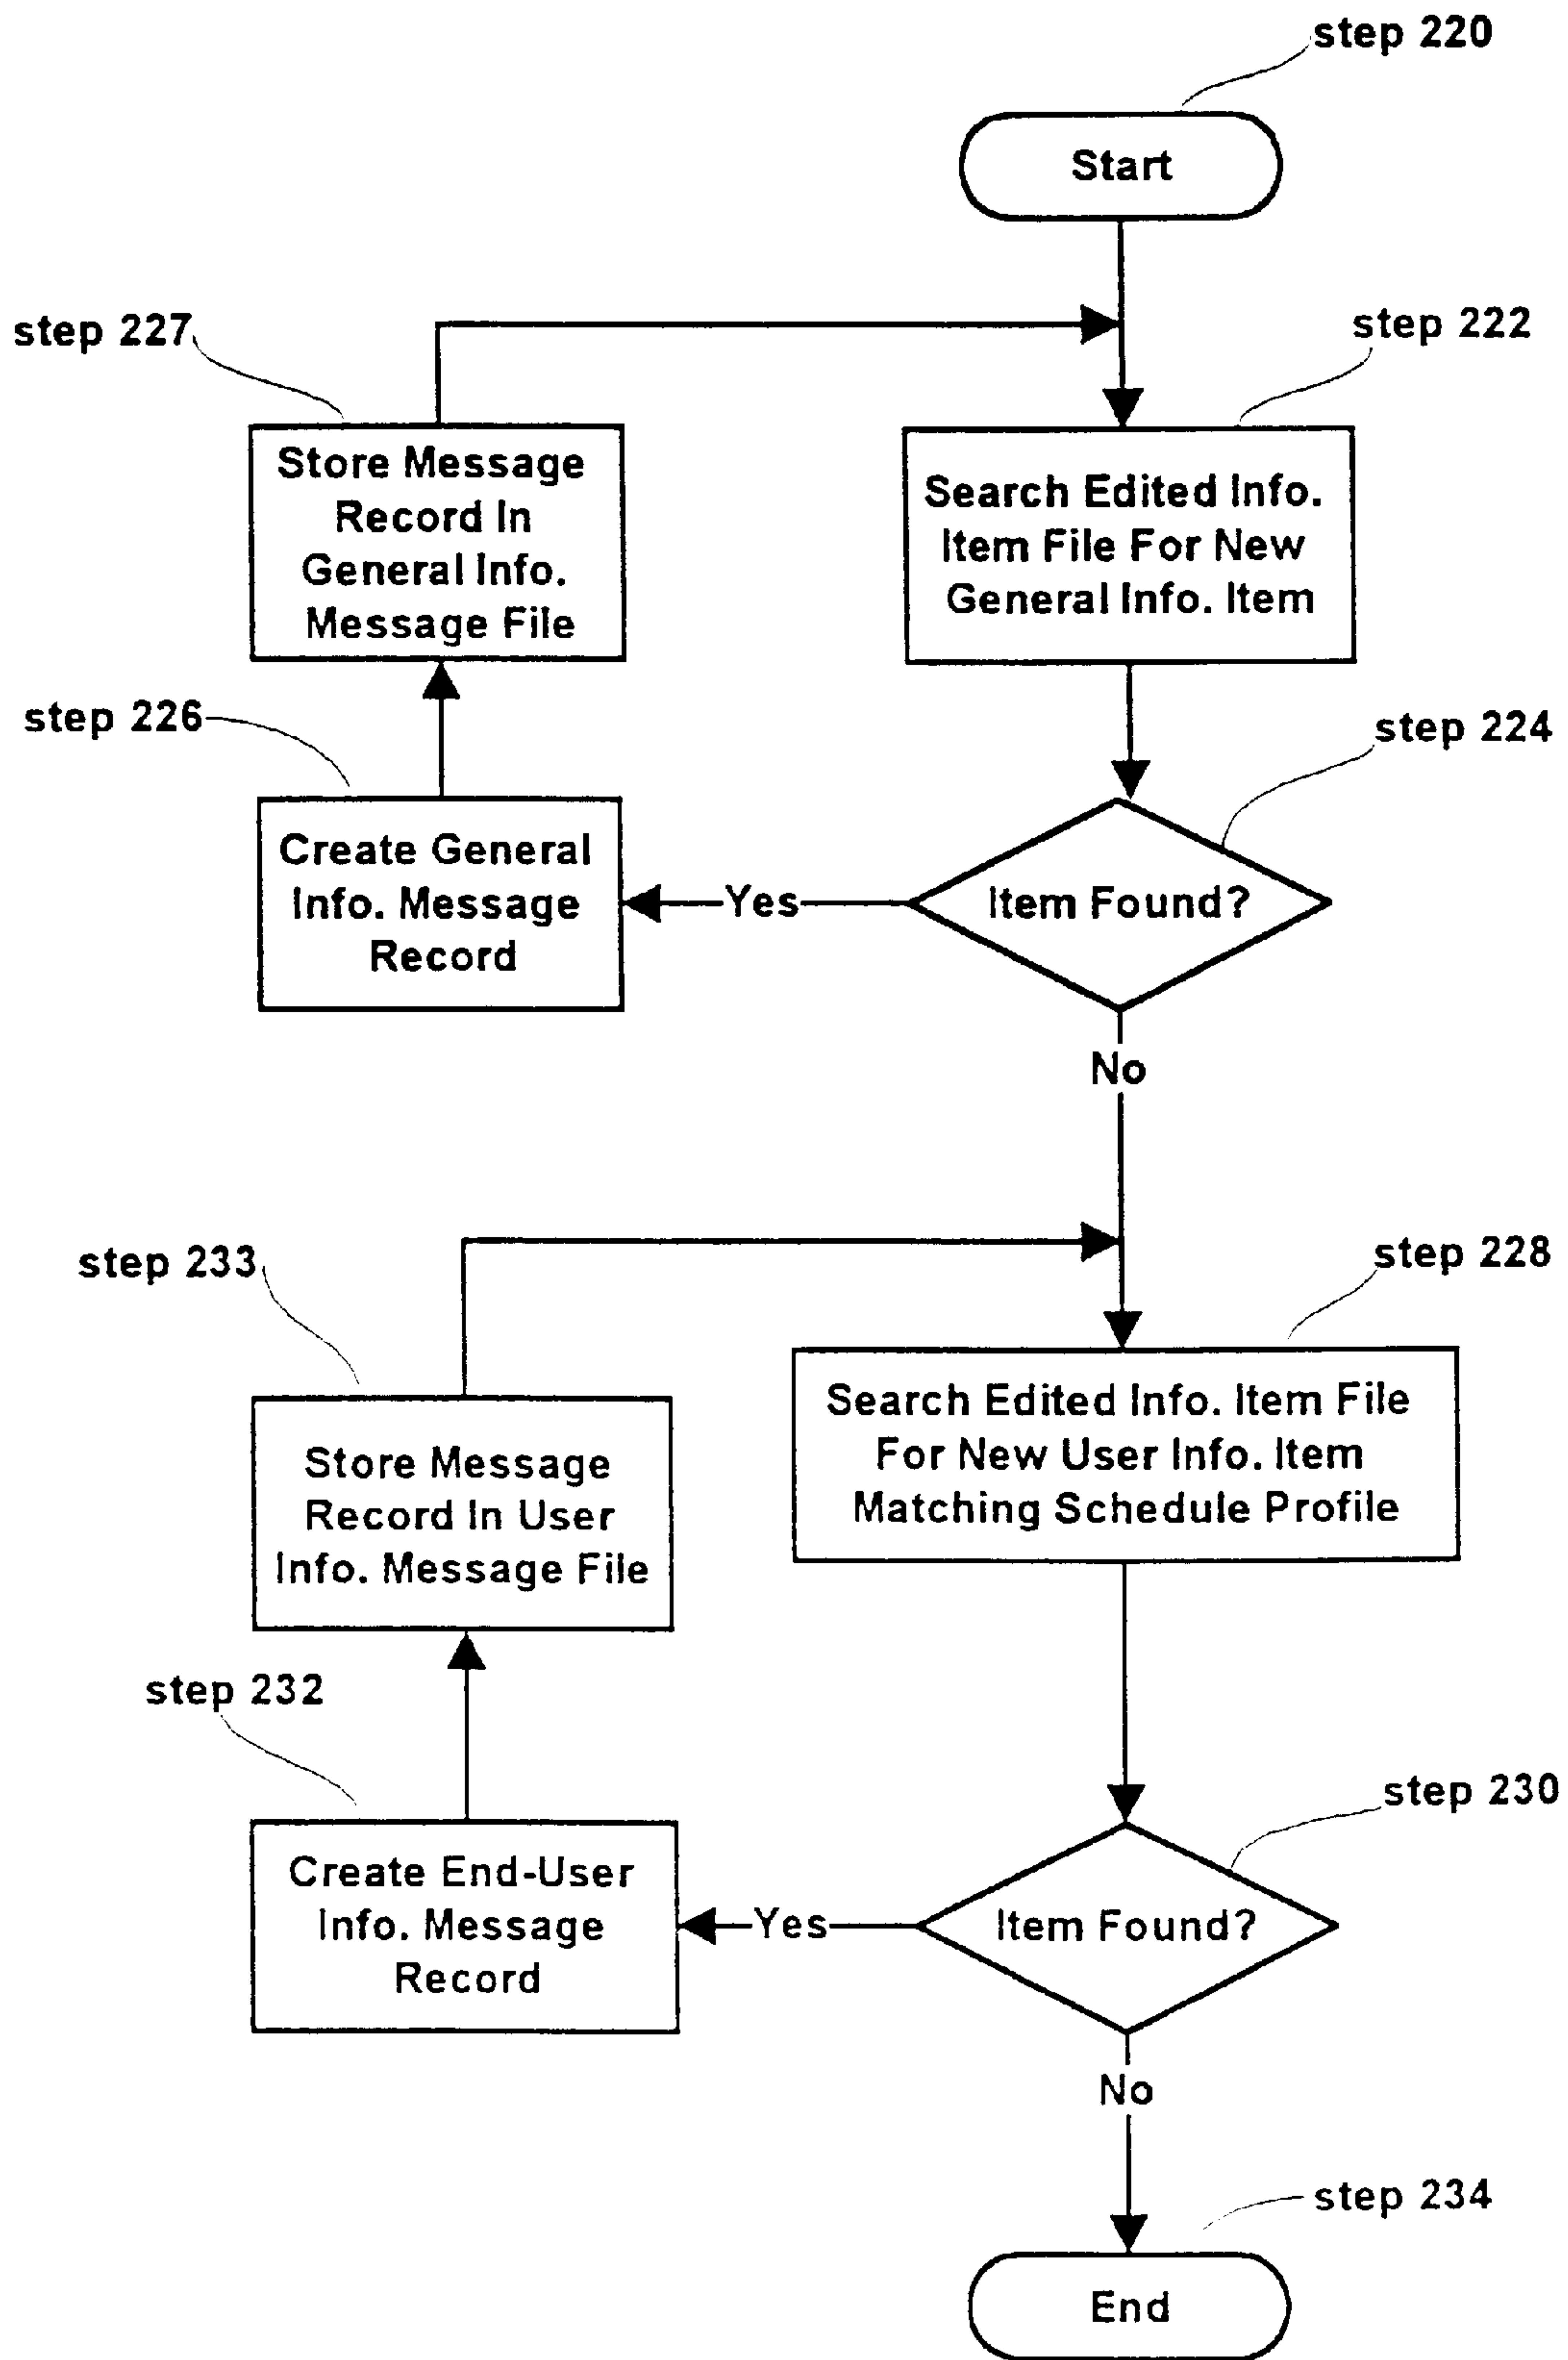 step 220
Start
step 227
step 222
Store Message
Record In
General Info.
Message File
Search Edited Info.
Item File For New
General Info. Item
step 226
step 224
Create General
Info. Message
Record
Yes
Item Found?
No
step 233
step 228
Store Message
Record In User
Info. Message File
Search Edited Info. Item File
For New User Info. Item
Matching Schedule Profile
step 232
step 230
Create End-User
Info. Message
Record
Yes
Item Found?
No
step 234
End